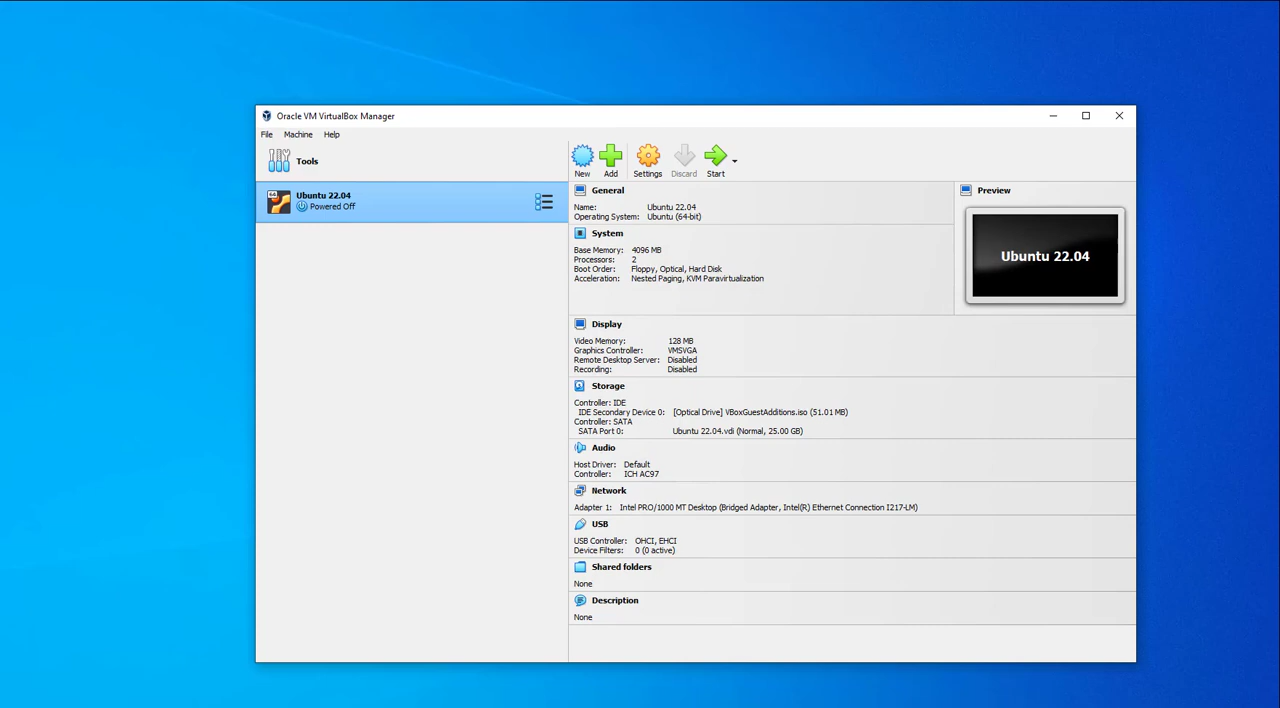 Oracle VM VirtualBox Manager
File Machine Help
Tools
New Add Settings Discard Start
64
Ubuntu 22.04
Powered Off
General
Name: Ubuntu 22.04
Operating System: Ubuntu (64-bit)
Preview
Ubuntu 22.04
System
Base Memory: 4096 MB
Processors: 2
Boot Order: Floppy, Optical, Hard Disk
Acceleration: Nested Paging, KVM Paravirtualization
Display
Video Memory: 128 MB
Graphics Controller: VMSVGA
Remote Desktop Server: Disabled
Recording: Disabled
Storage
Controller: IDE
IDE Secondary Device 0: [Optical Drive] VBoxGuestAdditions.iso (51.01 MB)
Controller: SATA
SATA Port 0: Ubuntu 22.04.vdi (Normal, 25.00 GB)
Audio
Host Driver: Default
Controller: ICH AC97
Network
Adapter 1: Intel PRO/1000 MT Desktop (Bridged Adapter, Intel(R) Ethernet Connection I217-LM)
USB
USB Controller: OHCI, EHCI
Device Filters: 0 (0 active)
Shared folders
None
Description
None